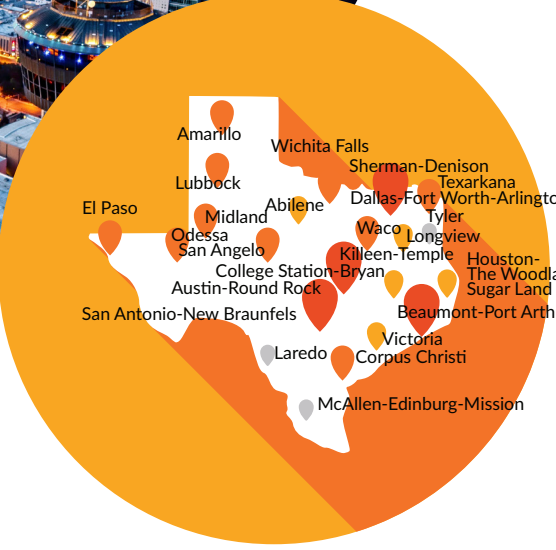 Amarillo
Wichita Falls
Sherman-Denison
Lubbock
Texarkana
Dallas-Fort Worth-Arlingto
Abilene
El Paso
Midland
Tyler
Waco
Odessa
Longview
San Angelo
Killeen-Temple
Houston-
The Woodla
Sugar Land
College Station-Bryan
Austin-Round Rock
San Antonio-New Braunfels
Beaumont-Port Arth
Victoria
Laredo
Corpus Christi
McAllen-Edinburg-Mission